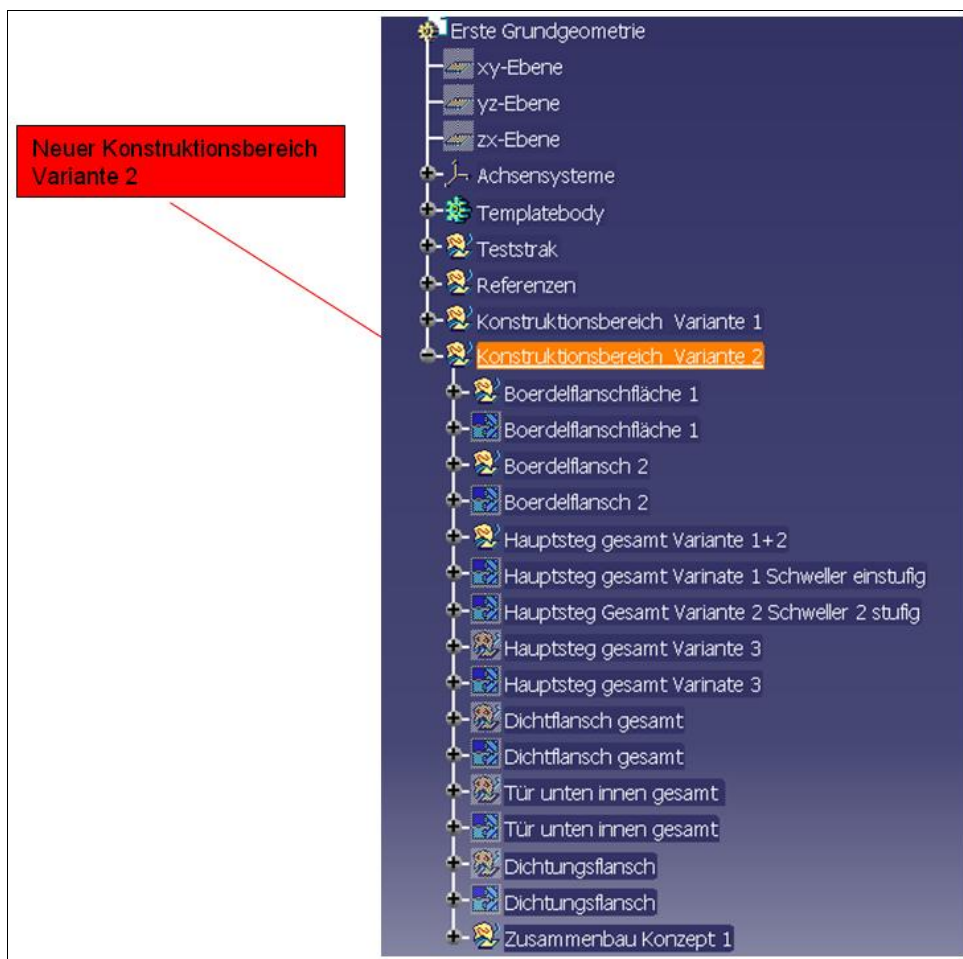 Erste Grundgeometrie
xy-Ebene
yz-Ebene
zx-Ebene
Neuer Konstruktionsbereich
Variante 2
Achsensysteme
Templatebody
Teststrak
Referenzen
Konstruktionsbereich Variante 1
Konstruktionsbereich Variante 2
Boerdelflanschfläche 1
Boerdelflanschfläche 1
Boerdelflansch 2
Boerdelflansch 2
Hauptsteg gesamt Variante 1+2
Hauptsteg gesamt Varinate 1 Schweller einstufig
Hauptsteg Gesamt Variante 2 Schweller 2 stufig
Hauptsteg gesamt Variante 3
Hauptsteg gesamt Varinate 3
Dichtflansch gesamt
Dichtflansch gesamt
Tür unten innen gesamt
Tür unten innen gesamt
Dichtungsflansch
Dichtungsflansch
Zusammenbau Konzept 1